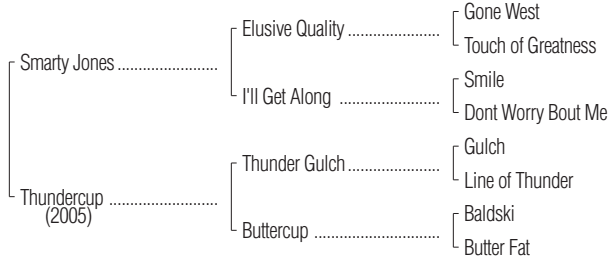 Gone West
Elusive Quality ....................
Touch of Greatness
Smarty Jones ......................
Smile
I'll Get Along ......................
Dont Worry Bout Me
Gulch
Thunder Gulch ....................
Line of Thunder
Thundercup ........................
(2005)
Baldski
Buttercup ...........................
Butter Fat